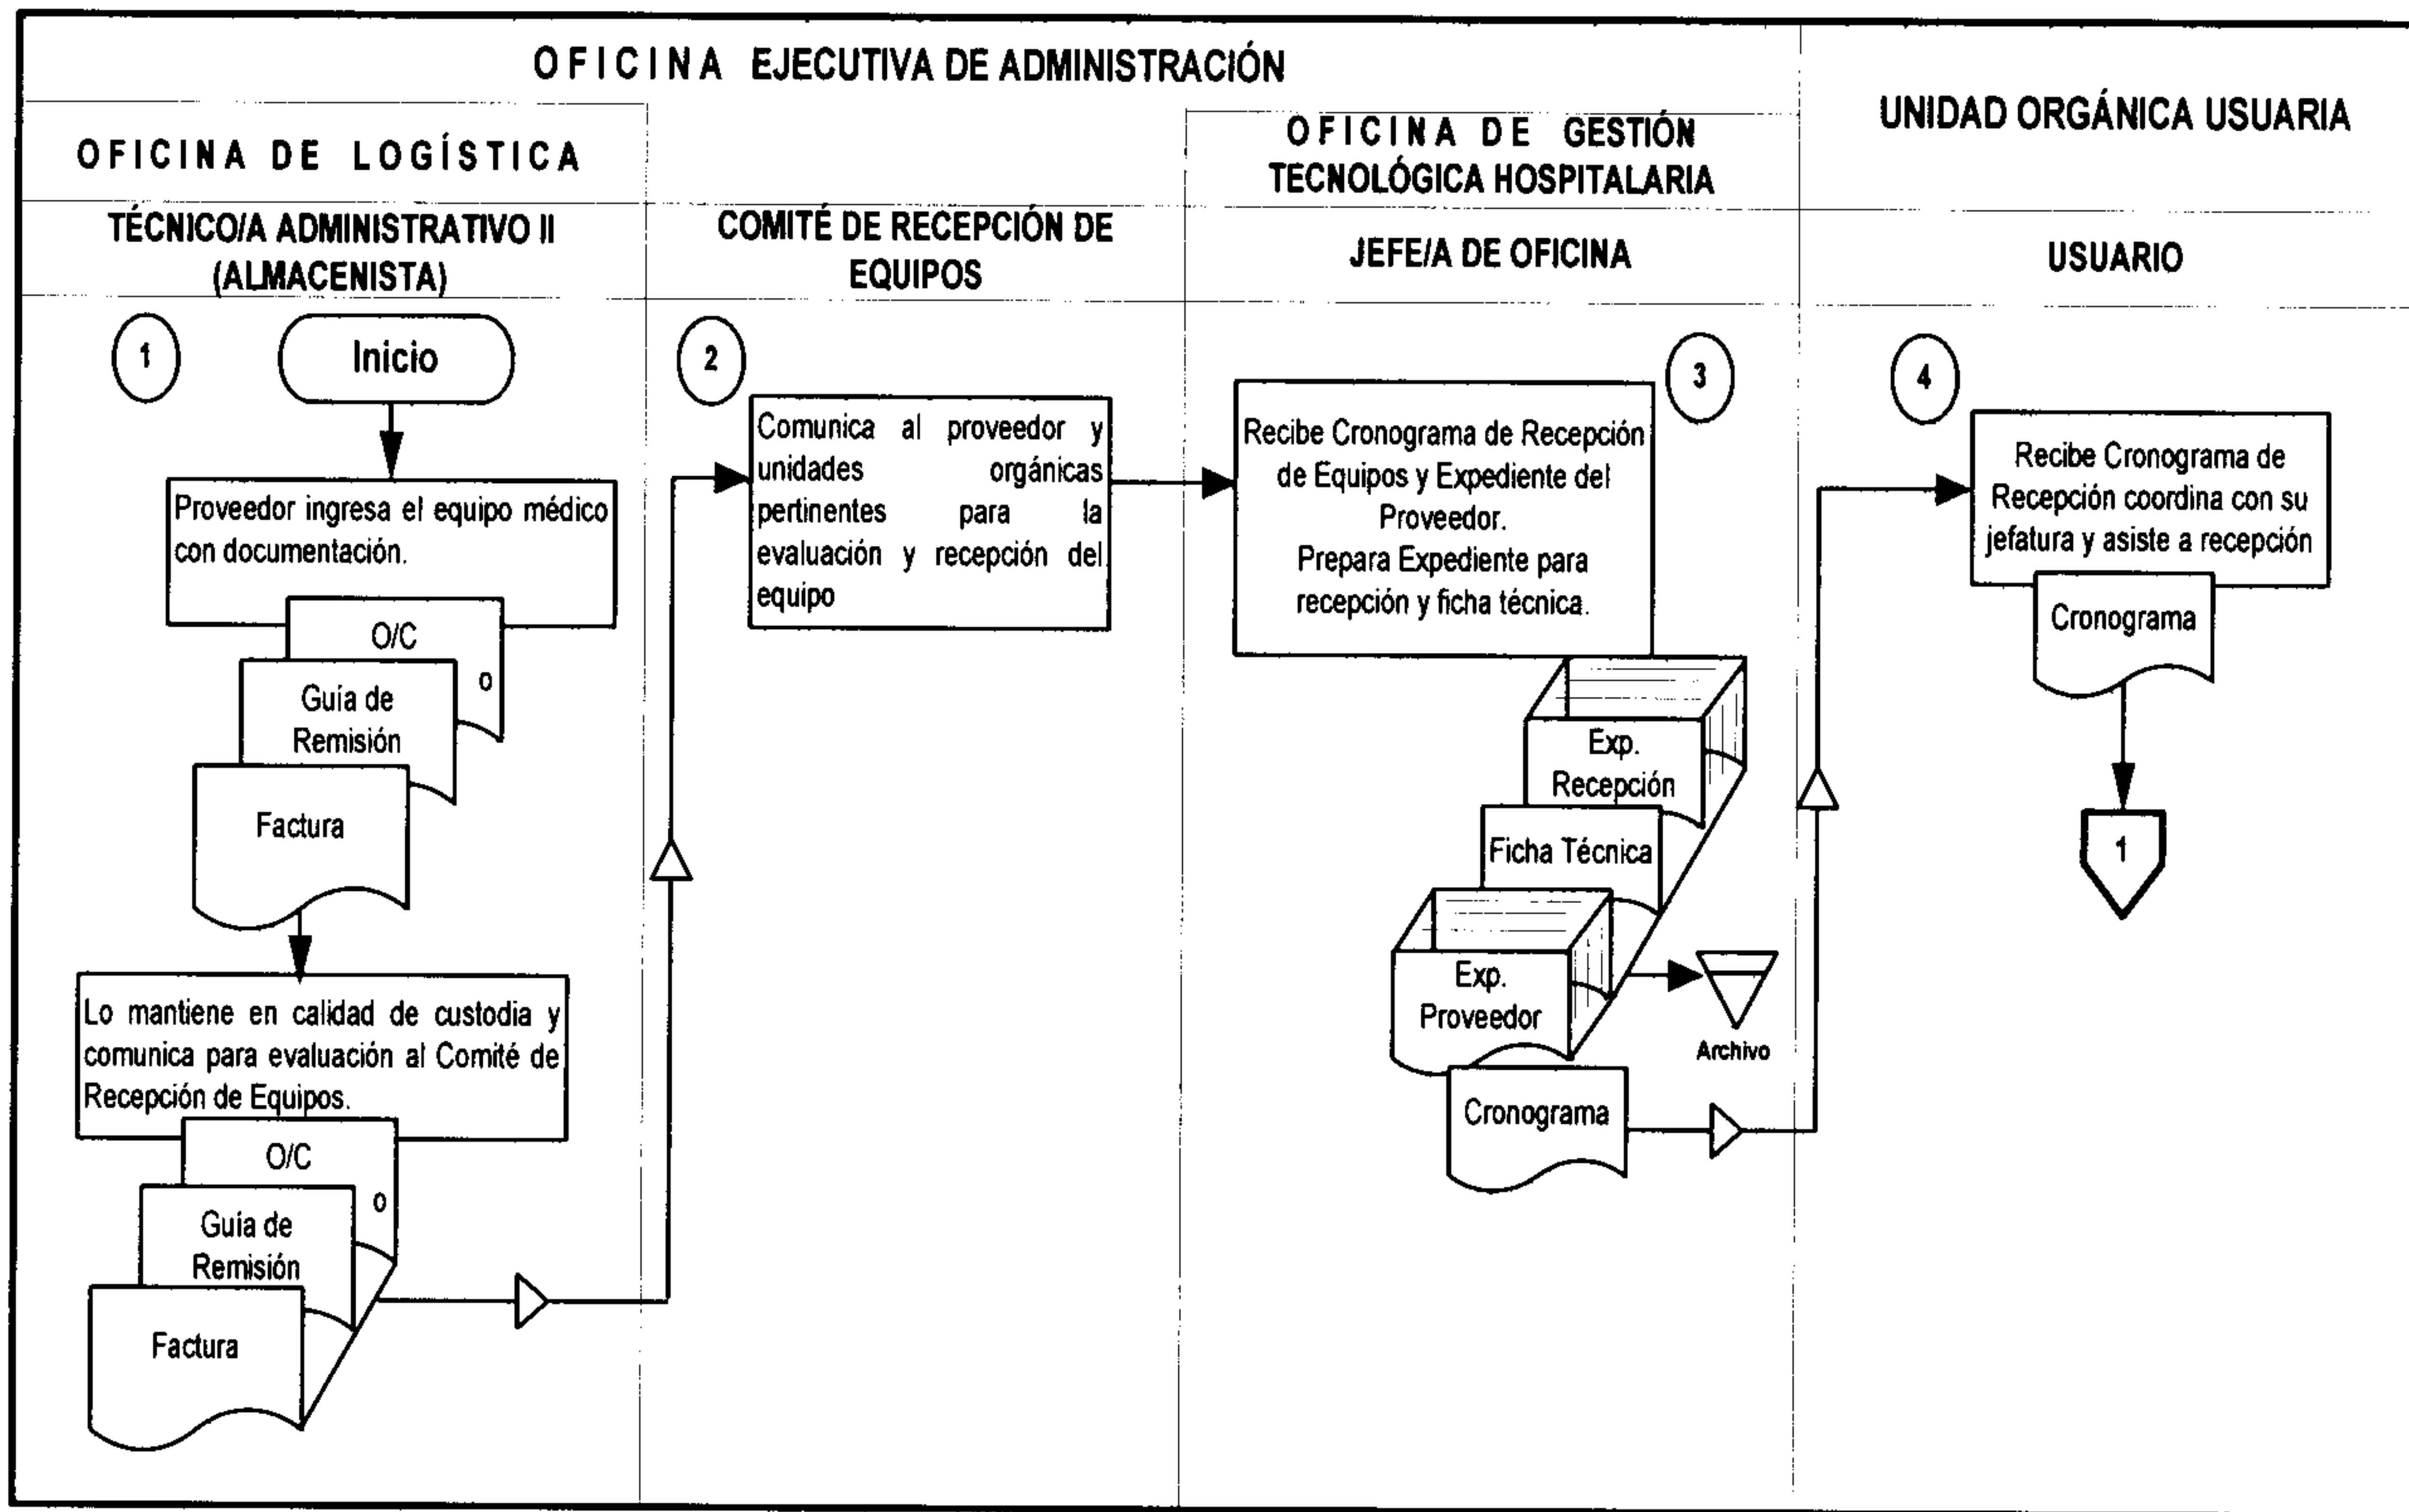 OFICINA EJECUTIVA DE ADMINISTRACIÓN
UNIDAD ORGÁNICA USUARIA
OFICINA DE LOGÍSTICA
OFICINA DE GESTIÓN
TECNOLÓGICA HOSPITALARIA
TÉCNICO/A ADMINISTRATIVO II
(ALMACENISTA)
COMITÉ DE RECEPCIÓN DE
EQUIPOS
JEFE/A DE OFICINA
USUARIO
1
Inicio
Proveedor ingresa el equipo médico
con documentación.
O/C
o
Guía de
Remisión
Factura
Lo mantiene en calidad de custodia y
comunica para evaluación al Comité de
Recepción de Equipos.
O/C
o
Guía de
Remisión
Factura
2
Comunica al proveedor y
unidades orgánicas
pertinentes para la
evaluación y recepción del
equipo
3
Recibe Cronograma de Recepción
de Equipos y Expediente del
Proveedor.
Prepara Expediente para
recepción y ficha técnica.
Exp.
Recepción
Ficha Técnica
Exp.
Proveedor
Archivo
Cronograma
4
Recibe Cronograma de
Recepción coordina con su
jefatura y asiste a recepción
Cronograma
1